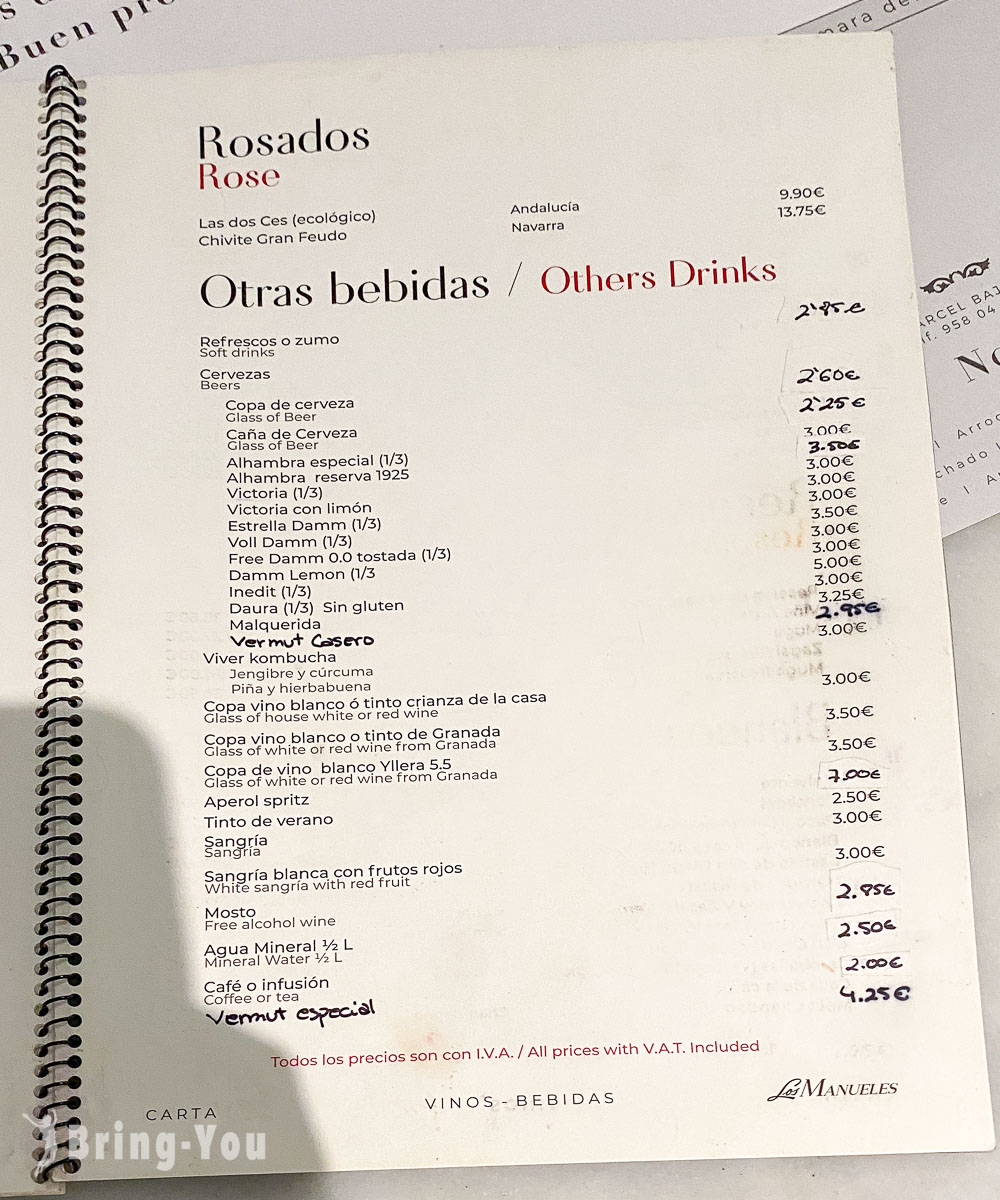 Buen
mara de
Rosados
Rose
Las dos Ces (ecológico) Andalucía 9.90€
Chivite Gran Feudo Navarra 13.75€
Otras bebidas / Others Drinks
Refrescos o zumo 2'85€
Soft drinks
Cervezas
Beers
Copa de cerveza 2'60€
Glass of Beer
Caña de Cerveza 2'25€
Glass of Beer
Alhambra especial (1/3) 3.00€
Alhambra reserva 1925 3.50€
Victoria (1/3) 3.00€
Victoria con limón 3.00€
Estrella Damm (1/3) 3.00€
Voll Damm (1/3) 3.50€
Free Damm 0.0 tostada (1/3) 3.00€
Damm Lemon (1/3 3.00€
Inedit (1/3) 5.00€
Daura (1/3) Sin gluten 3.00€
Malquerida 3.25€
Vermut Casero 2.95€
Viver kombucha 3.00€
Jengibre y cúrcuma
Piña y hierbabuena
Copa vino blanco ó tinto crianza de la casa 3.00€
Glass of house white or red wine
Copa vino blanco o tinto de Granada 3.50€
Glass of white or red wine from Granada
Copa de vino blanco Yllera 5.5 3.50€
Glass of white or red wine from Granada
Aperol spritz 7.00€
Tinto de verano 2.50€
Sangría 3.00€
Sangría
Sangría blanca con frutos rojos 3.00€
White sangría with red fruit
Mosto 2.95€
Free alcohol wine
Agua Mineral ½ L 2.50€
Mineral Water ½ L
Café o infusión 2.00€
Coffee or tea
Vermut especial 4.25€
Todos los precios son con I.V.A. / All prices with V.A.T. Included
CARTA
VINOS - BEBIDAS
Los MANUELES
Bring-You